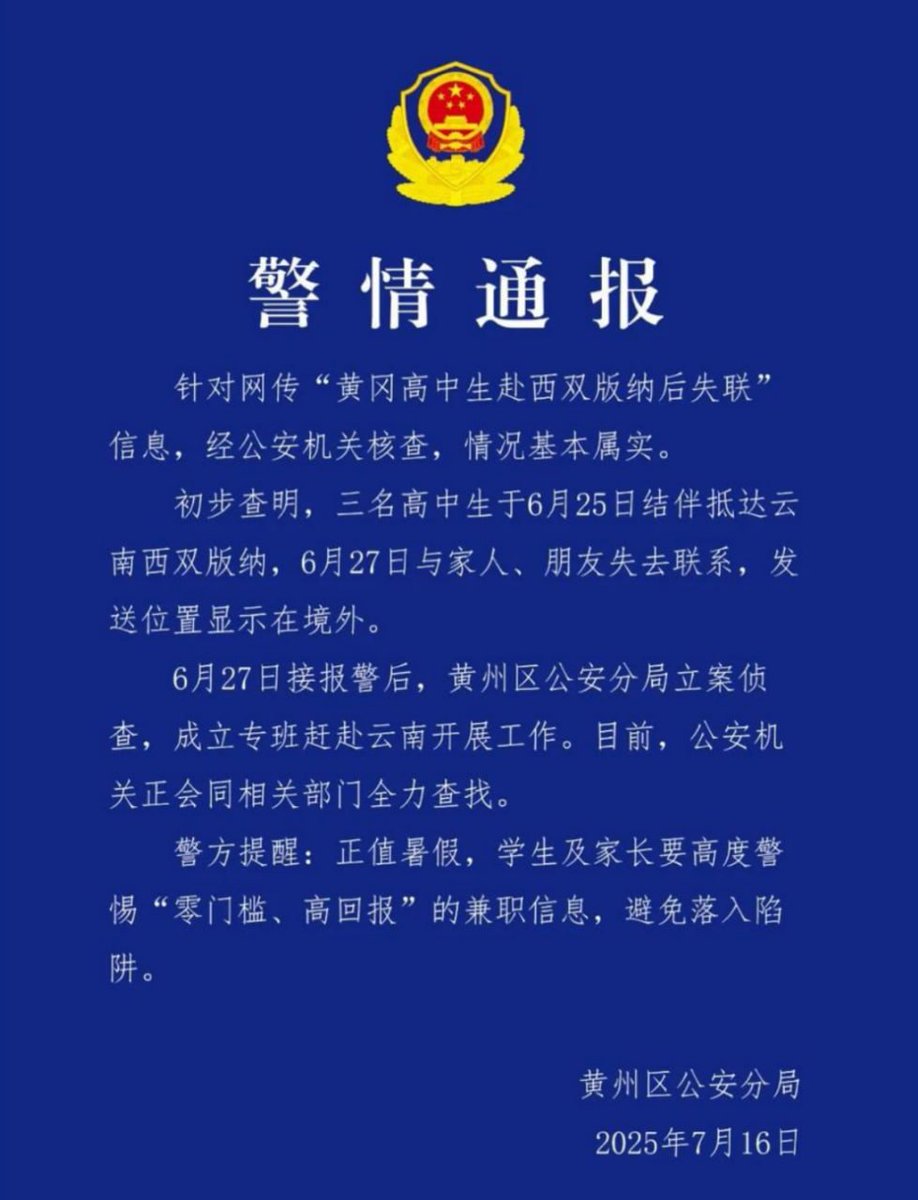 警情通报
针对网传“黄冈高中生赴西双版纳后失联”
信息，经公安机关核查，情况基本属实。
初步查明，三名高中生于6月25日结伴抵达云
南西双版纳，6月27日与家人、朋友失去联系，发
送位置显示在境外。
6月27日接报警后，黄州区公安分局立案侦
查，成立专班赶赴云南开展工作。目前，公安机
关正会同相关部门全力查找。
警方提醒：正值暑假，学生及家长要高度警
惕“零门槛、高回报”的兼职信息，避免落入陷
阱。
黄州区公安分局
2025年7月16日